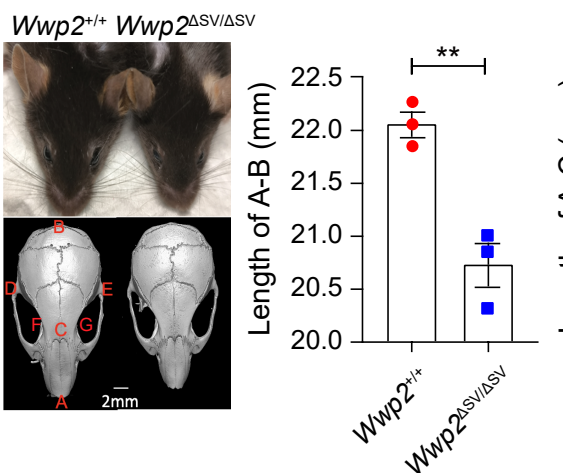 Wwp2+/+ Wwp2ΔSV/ΔSV
B
D E
F C G
A
2mm
Length of A-B (mm)
**
22.5
22.0
21.5
21.0
20.5
20.0
Wwp2+/+
Wwp2ΔSV/ΔSV